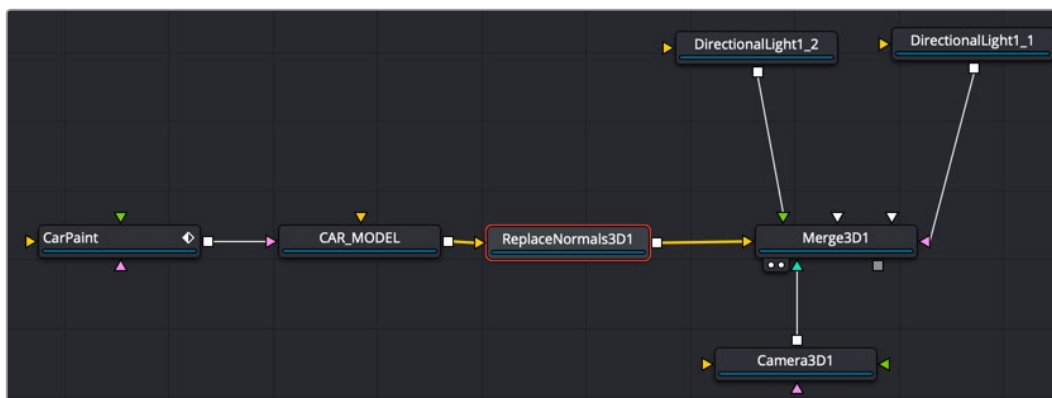 DirectionalLight1_2
DirectionalLight1_1
CarPaint
CAR_MODEL
ReplaceNormals3D1
Merge3D1
Camera3D1